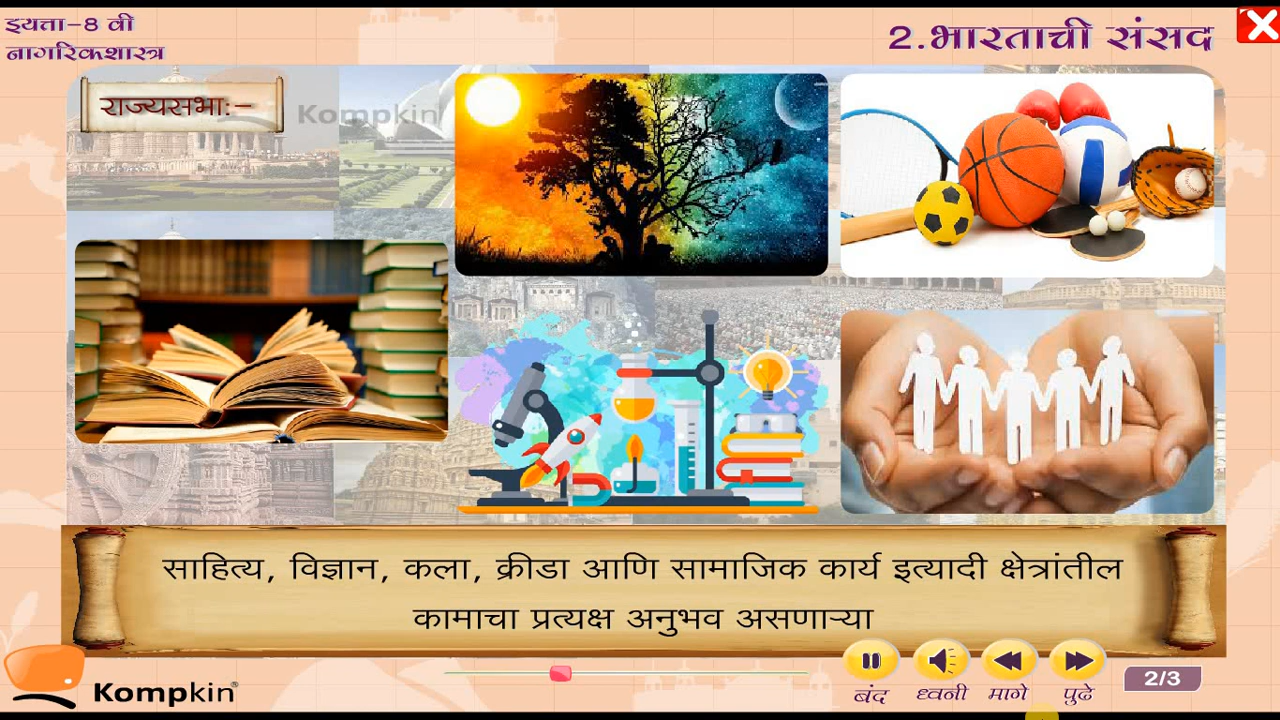 इयत्ता-8 वी
नागरिकशास्त्र
2.भारताची संसद
राज्यसभा:-
Kompkin
साहित्य, विज्ञान, कला, क्रीडा आणि सामाजिक कार्य इत्यादी क्षेत्रांतील
कामाचा प्रत्यक्ष अनुभव असणाऱ्या
Kompkin®
बंद ध्वनी मागे पुढे
2/3